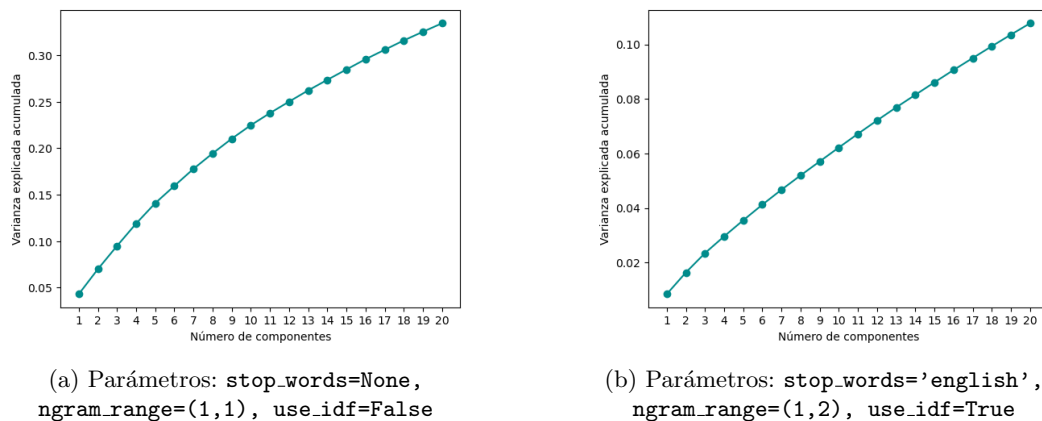 Varianza explicada acumulada
0.30
0.25
0.20
0.15
0.10
0.05
1 2 3 4 5 6 7 8 9 10 11 12 13 14 15 16 17 18 19 20
Número de componentes
(a) Parámetros: stop_words=None,
ngram_range=(1,1), use_idf=False
Varianza explicada acumulada
0.10
0.08
0.06
0.04
0.02
1 2 3 4 5 6 7 8 9 10 11 12 13 14 15 16 17 18 19 20
Número de componentes
(b) Parámetros: stop_words=’english’,
ngram_range=(1,2), use_idf=True